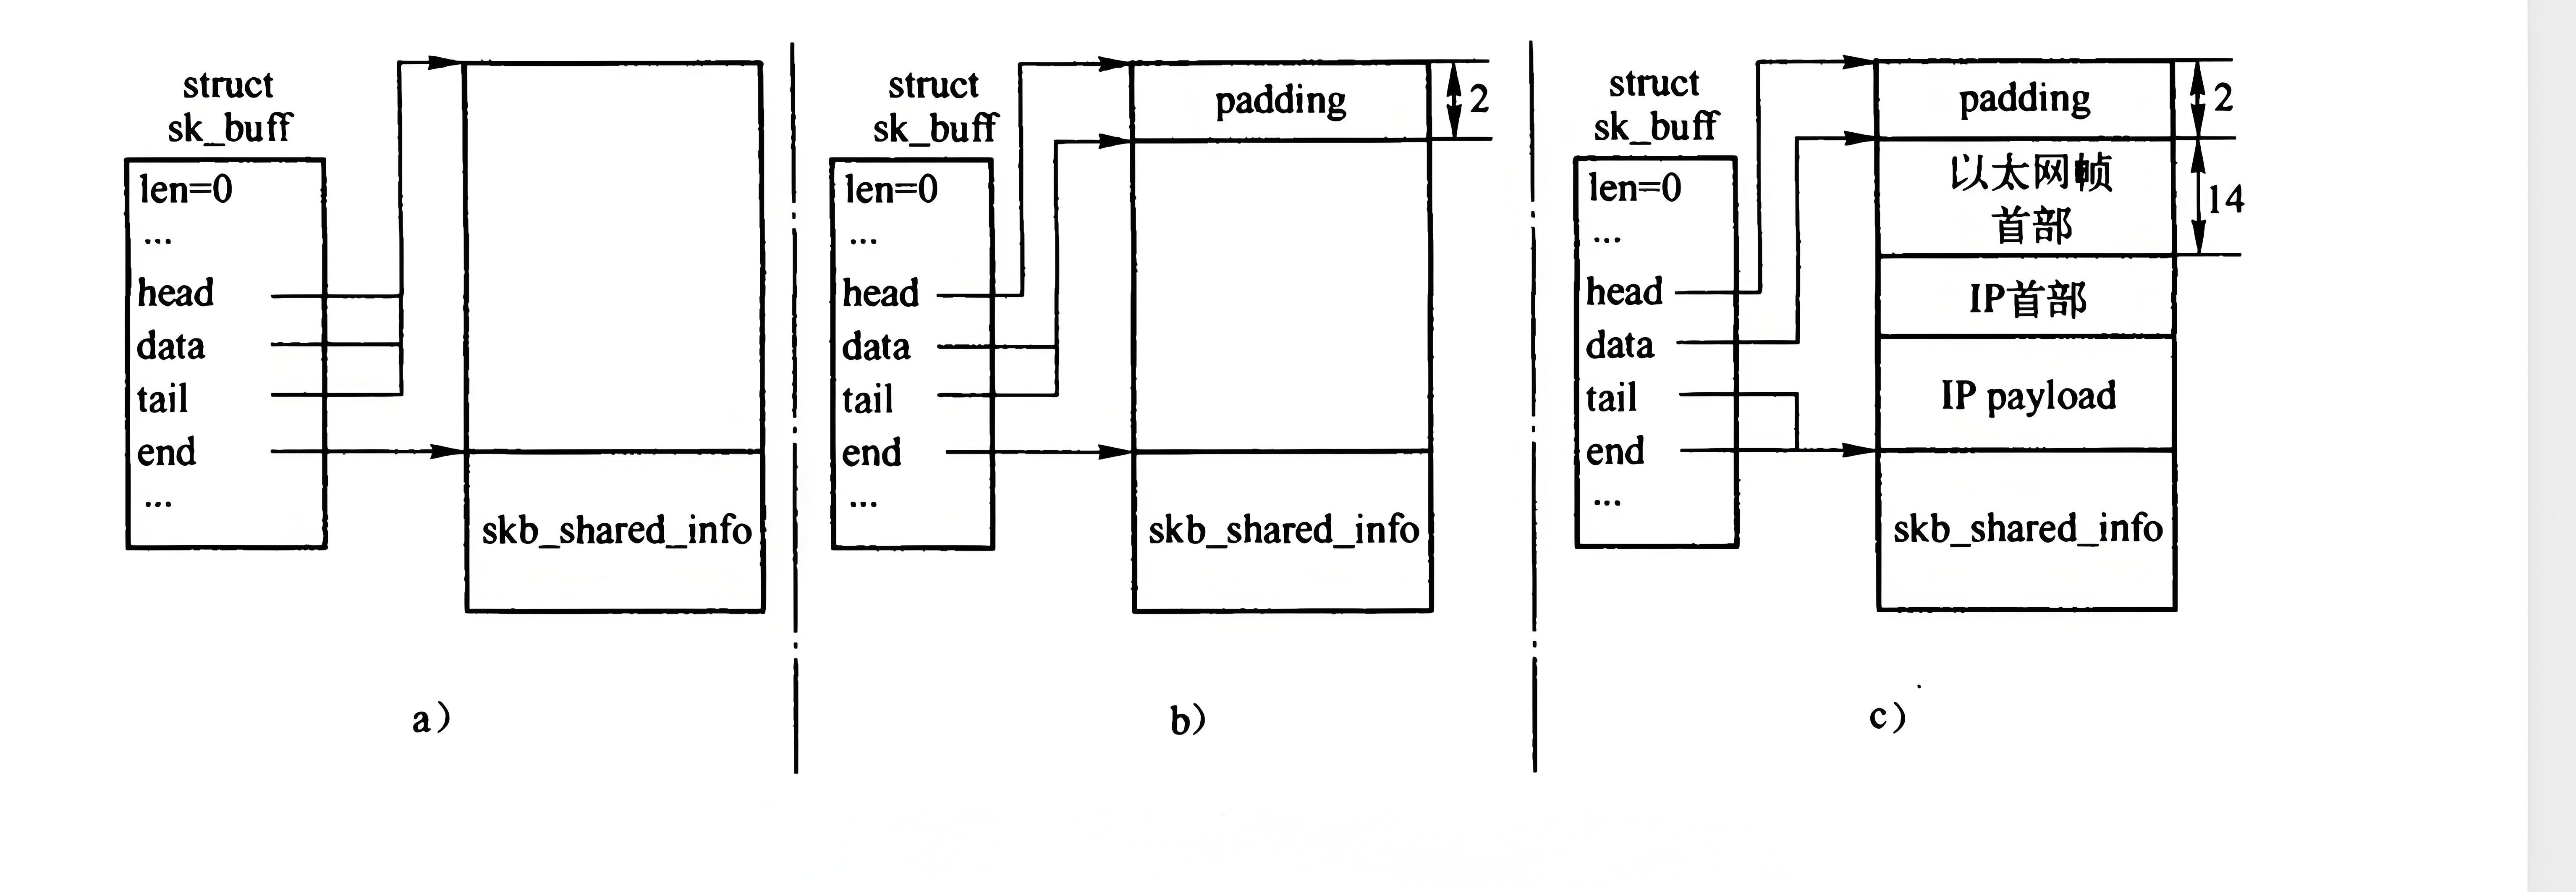 struct
sk_buff
len=0
...
head
data
tail
end
...
skb_shared_info
a)
struct
sk_buff
len=0
...
head
data
tail
end
...
padding
2
skb_shared_info
b)
struct
sk_buff
len=0
...
head
data
tail
end
...
padding
2
以太网帧
首部
14
IP首部
IP payload
skb_shared_info
c)